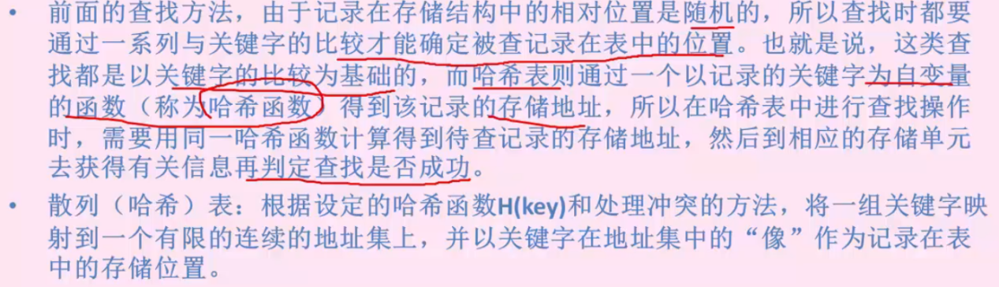 • 前面的查找方法，由于记录在存储结构中的相对位置是随机的，所以查找时都要
通过一系列与关键字的比较才能确定被查记录在表中的位置。也就是说，这类查
找都是以关键字的比较为基础的，而哈希表则通过一个以记录的关键字为自变量
的函数（称为哈希函数）得到该记录的存储地址，所以在哈希表中进行查找操作
时，需要用同一哈希函数计算得到待查记录的存储地址，然后到相应的存储单元
去获得有关信息再判定查找是否成功。
• 散列（哈希）表：根据设定的哈希函数H(key)和处理冲突的方法，将一组关键字映
射到一个有限的连续的地址集上，并以关键字在地址集中的“像”作为记录在表
中的存储位置。